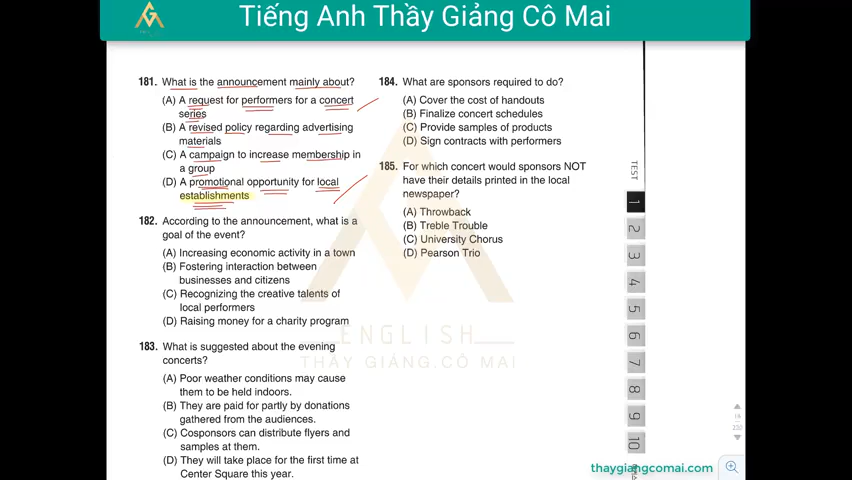 Tiếng Anh Thầy Giảng Cô Mai
181. What is the announcement mainly about?
(A) A request for performers for a concert
series
(B) A revised policy regarding advertising
materials
(C) A campaign to increase membership in
a group
(D) A promotional opportunity for local
establishments
182. According to the announcement, what is a
goal of the event?
(A) Increasing economic activity in a town
(B) Fostering interaction between
businesses and citizens
(C) Recognizing the creative talents of
local performers
(D) Raising money for a charity program
183. What is suggested about the evening
concerts?
(A) Poor weather conditions may cause
them to be held indoors.
(B) They are paid for partly by donations
gathered from the audiences.
(C) Cosponsors can distribute flyers and
samples at them.
(D) They will take place for the first time at
Center Square this year.
184. What are sponsors required to do?
(A) Cover the cost of handouts
(B) Finalize concert schedules
(C) Provide samples of products
(D) Sign contracts with performers
185. For which concert would sponsors NOT
have their details printed in the local
newspaper?
(A) Throwback
(B) Treble Trouble
(C) University Chorus
(D) Pearson Trio
TEST
1
2
3
4
5
6
7
8
9
10
ENGLISH
THẦY GIẢNG.CÔ MAI
thaygiangcomai.com